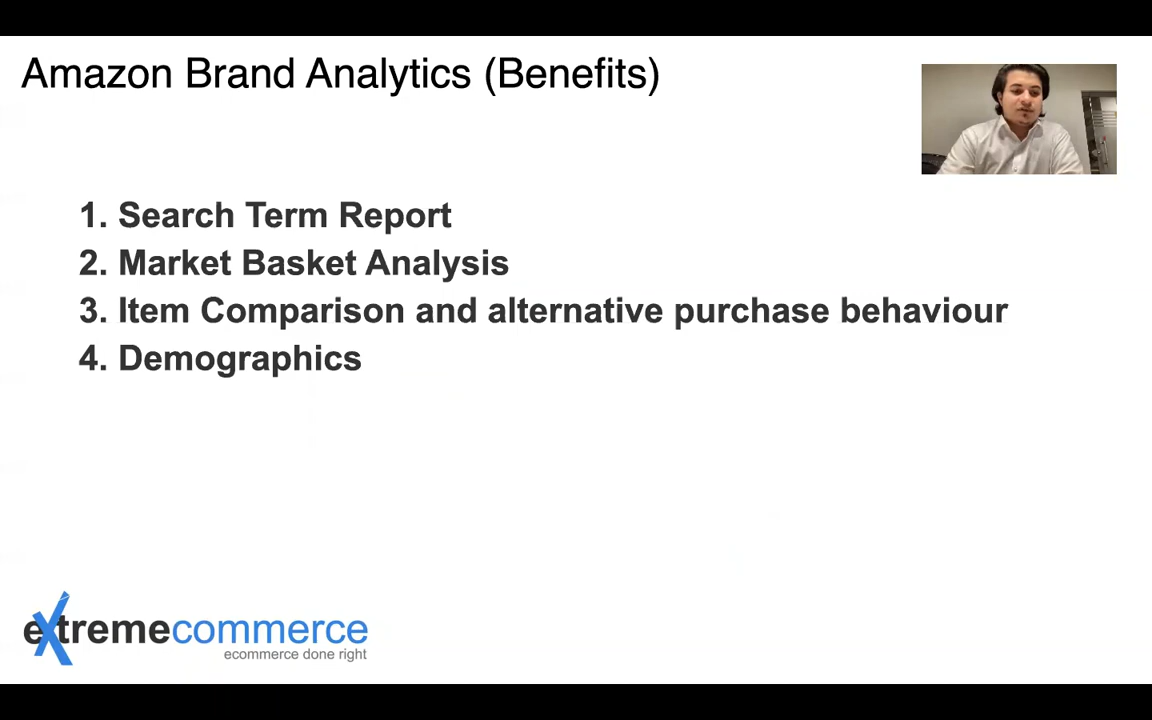 Amazon Brand Analytics (Benefits)
1. Search Term Report
2. Market Basket Analysis
3. Item Comparison and alternative purchase behaviour
4. Demographics
extremecommerce
ecommerce done right